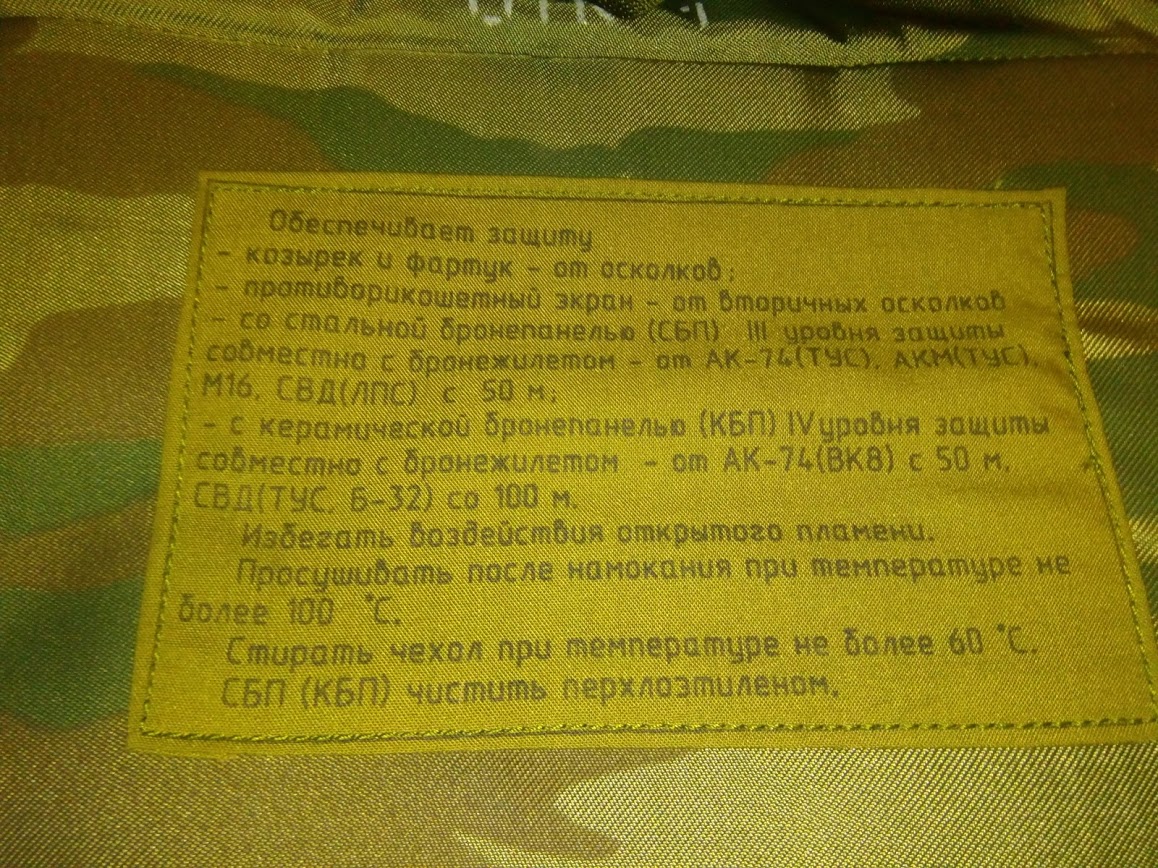 Обеспечивает защиту
- козырек и фартук - от осколков;
- противорикошетный экран - от вторичных осколков
- со стальной бронепанелью (СБП) III уровня защиты
совместно с бронежилетом - от АК-74(ТУС), АКМ(ТУС),
М16, СВД(ЛПС) с 50 м;
- с керамической бронепанелью (КБП) IV уровня защиты
совместно с бронежилетом - от АК-74(ВК8) с 50 м,
СВД(ТУС, Б-32) со 100 м.
Избегать воздействия открытого пламени.
Просушивать после намокания при температуре не
более 100 °С.
Стирать чехол при температуре не более 60 °С.
СБП (КБП) чистить перхлоэтиленом.